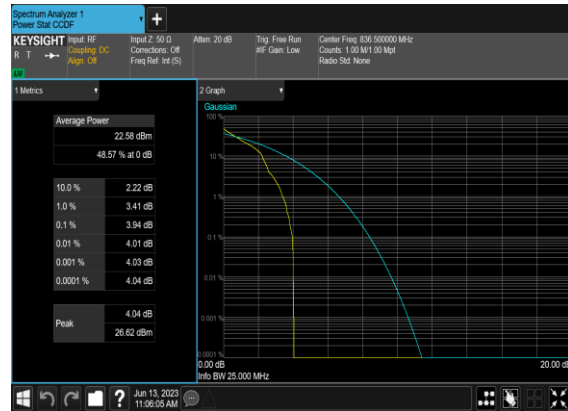 Spectrum Analyzer 1
Power Stat CCDF
KEYSIGHT
R T
LW
Input: RF
Coupling: DC
Align: Off
Input Z: 50 Ω
Corrections: Off
Freq Ref: Int (S)
Atten: 20 dB
Trig: Free Run
#IF Gain: Low
Center Freq: 836.500000 MHz
Counts: 1.00 M/1.00 Mpt
Radio Std: None
1 Metrics
Average Power
22.58 dBm
48.57 % at 0 dB
10.0 % 2.22 dB
1.0 % 3.41 dB
0.1 % 3.94 dB
0.01 % 4.01 dB
0.001 % 4.03 dB
0.0001 % 4.04 dB
Peak
4.04 dB
26.62 dBm
2 Graph
Gaussian
100 %
10 %
1 %
0.1 %
0.01 %
0.001 %
0.0001 %
0.00 dB 20.00 dB
Info BW 25.000 MHz
?
Jun 13, 2023
11:06:05 AM